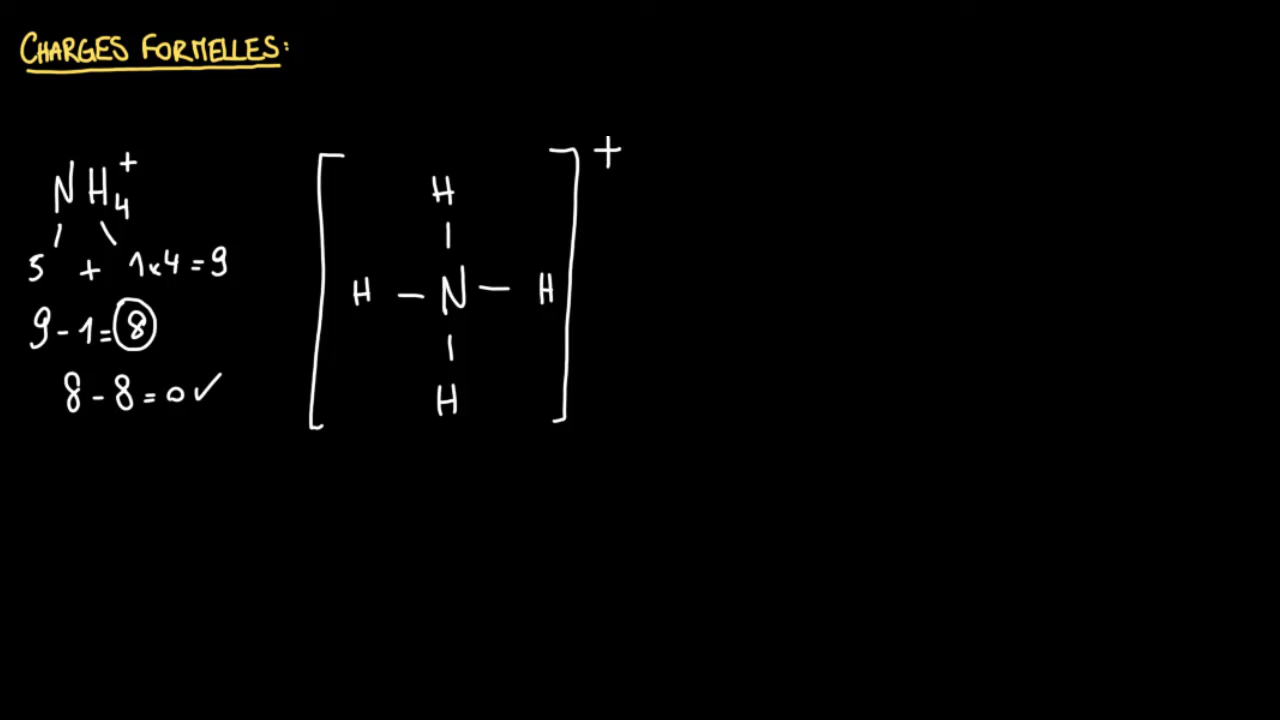 CHARGES FORMELLES:
NH₄⁺
5 + 1x4=9
9-1=8
8-8=0✓
[ ]⁺
H
|
H - N - H
|
H